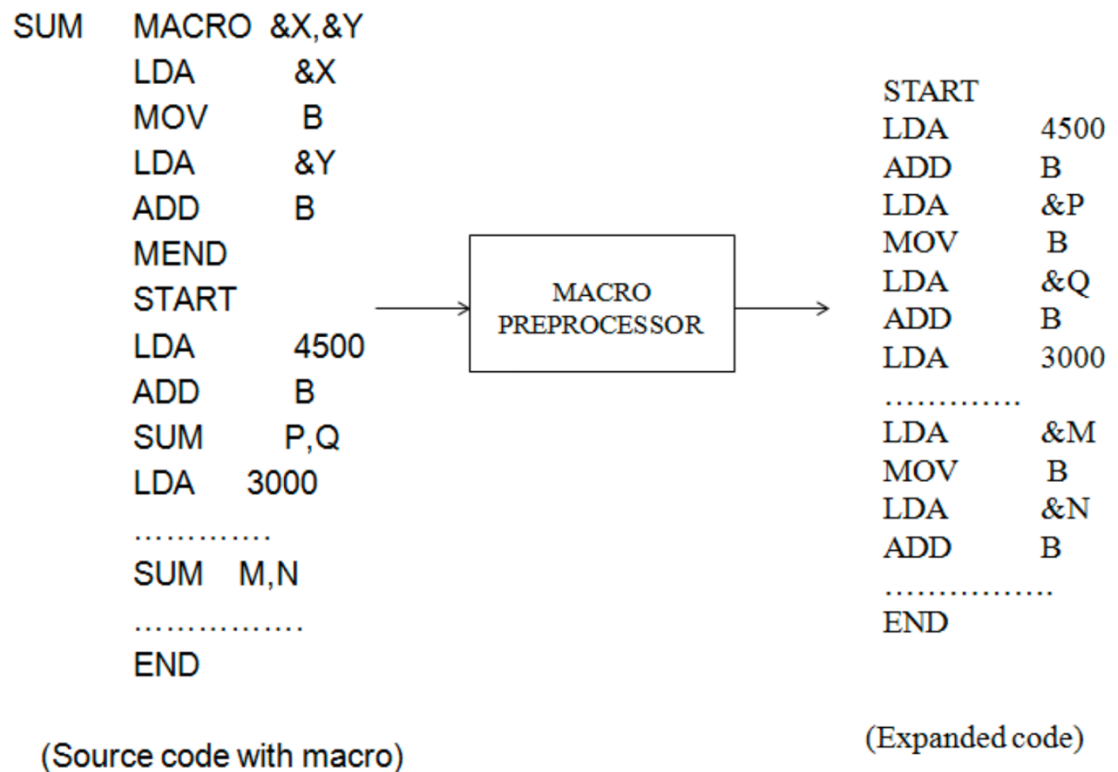 SUM MACRO &X,&Y
LDA &X
MOV B
LDA &Y
ADD B
MEND
START
LDA 4500
ADD B
SUM P,Q
LDA 3000
………….
SUM M,N
…………….
END
(Source code with macro)
MACRO
PREPROCESSOR
START
LDA 4500
ADD B
LDA &P
MOV B
LDA &Q
ADD B
LDA 3000
………….
LDA &M
MOV B
LDA &N
ADD B
…………….
END
(Expanded code)